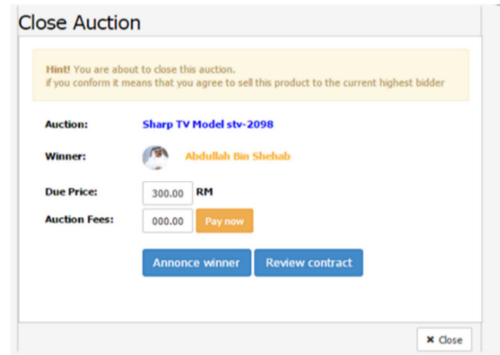 Close Auction
Hint! You are about to close this auction.
if you conform it means that you agree to sell this product to the current highest bidder
Auction: Sharp TV Model stv-2098
Winner: Abdullah Bin Shehab
Due Price: 300.00 RM
Auction Fees: 000.00 Pay now
Annonce winner Review contract
✖ Close